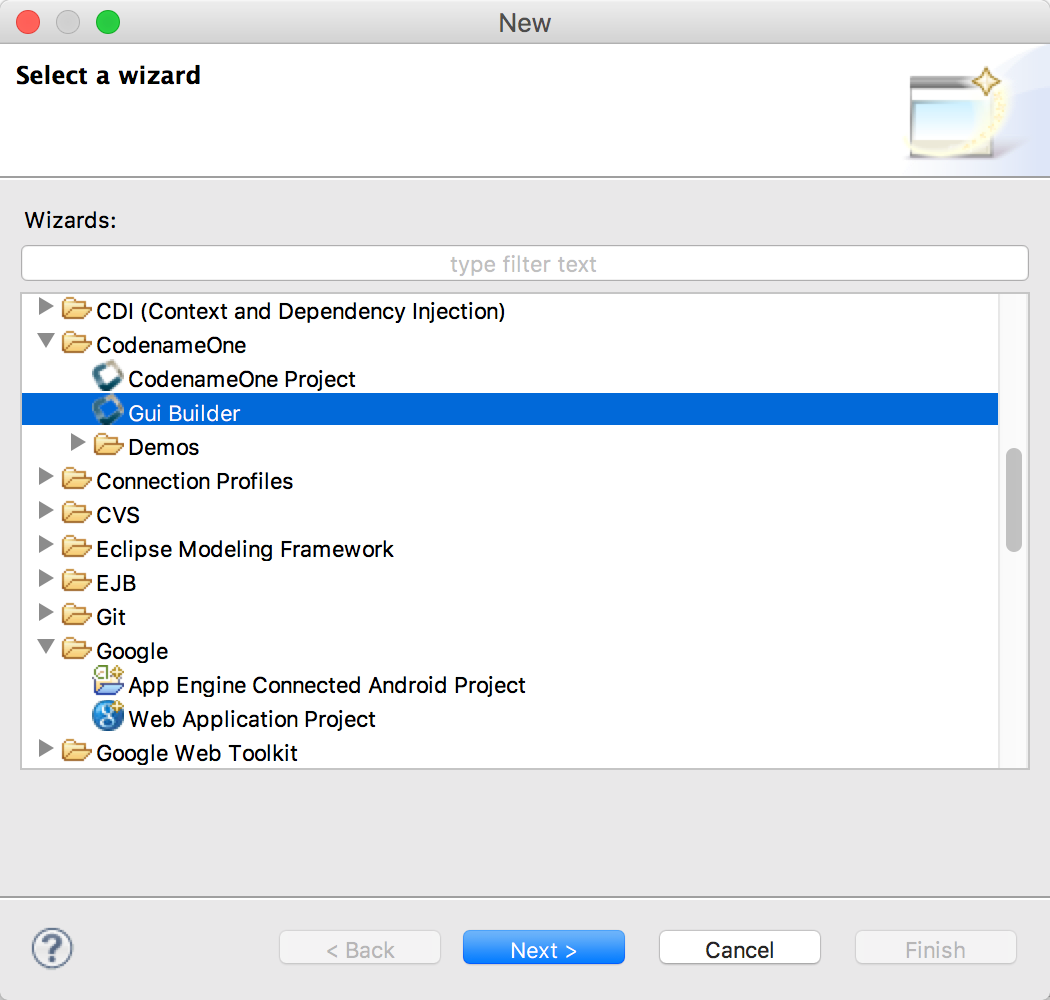 New
Select a wizard
Wizards:
type filter text
CDI (Context and Dependency Injection)
CodenameOne
CodenameOne Project
Gui Builder
Demos
Connection Profiles
CVS
Eclipse Modeling Framework
EJB
Git
Google
App Engine Connected Android Project
Web Application Project
Google Web Toolkit
? < Back Next > Cancel Finish